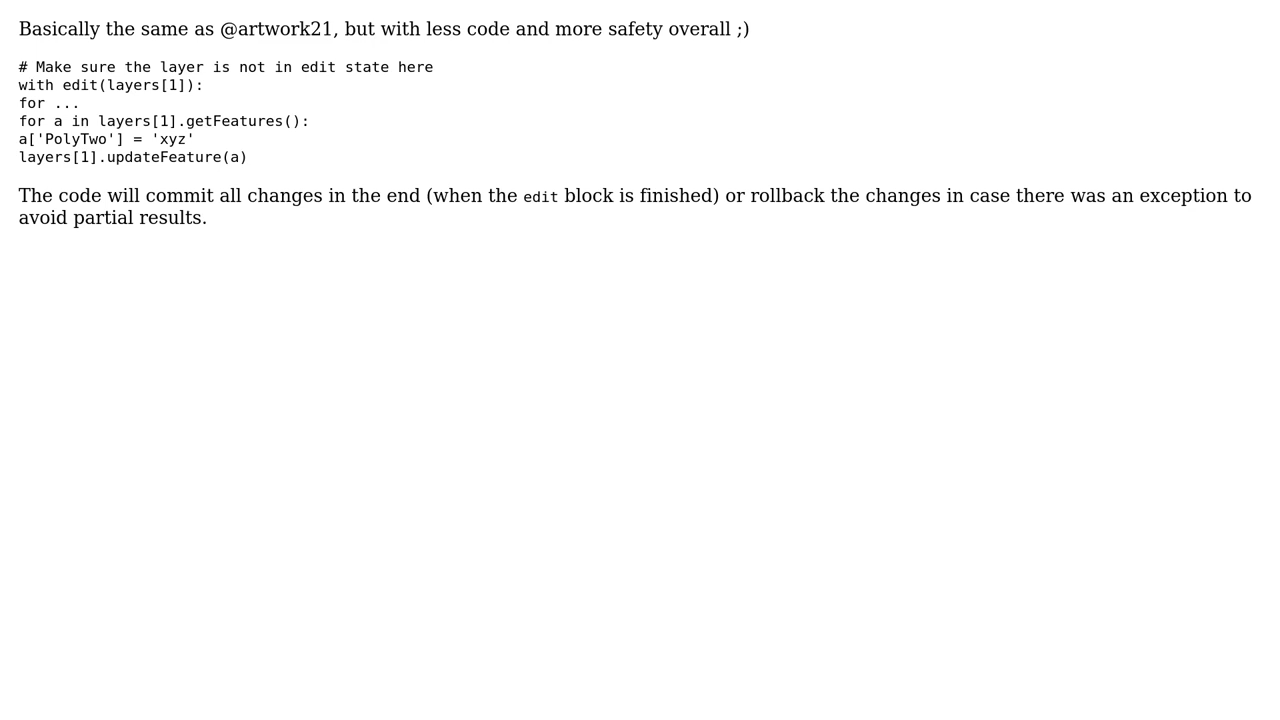 Basically the same as @artwork21, but with less code and more safety overall ;)
# Make sure the layer is not in edit state here
with edit(layers[1]):
for ...
for a in layers[1].getFeatures():
a['PolyTwo'] = 'xyz'
layers[1].updateFeature(a)
The code will commit all changes in the end (when the edit block is finished) or rollback the changes in case there was an exception to
avoid partial results.